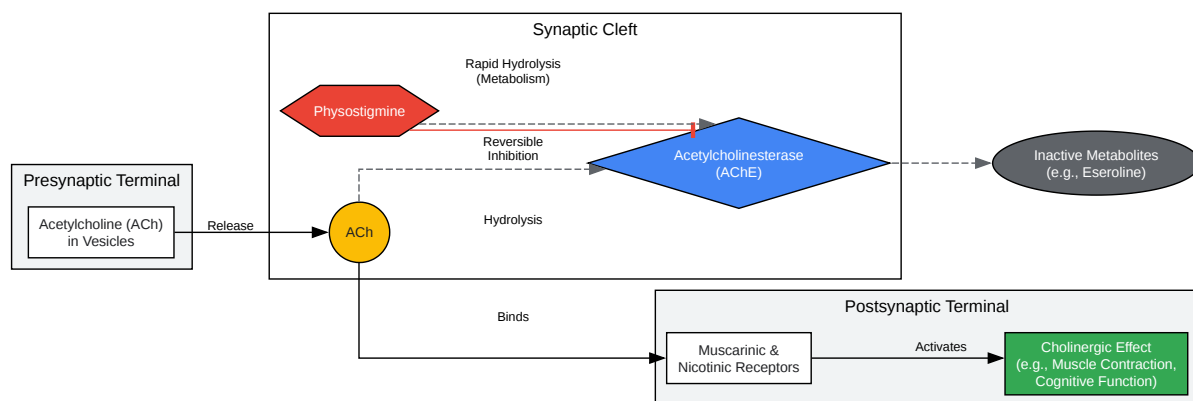 Synaptic Cleft
Rapid Hydrolysis
(Metabolism)
Physostigmine
Reversible
Inhibition
Acetylcholinesterase
(AChE)
Inactive Metabolites
(e.g., Eseroline)
Presynaptic Terminal
Acetylcholine (ACh)
in Vesicles
Release
ACh
Hydrolysis
Binds
Postsynaptic Terminal
Muscarinic &
Nicotinic Receptors
Activates
Cholinergic Effect
(e.g., Muscle Contraction,
Cognitive Function)